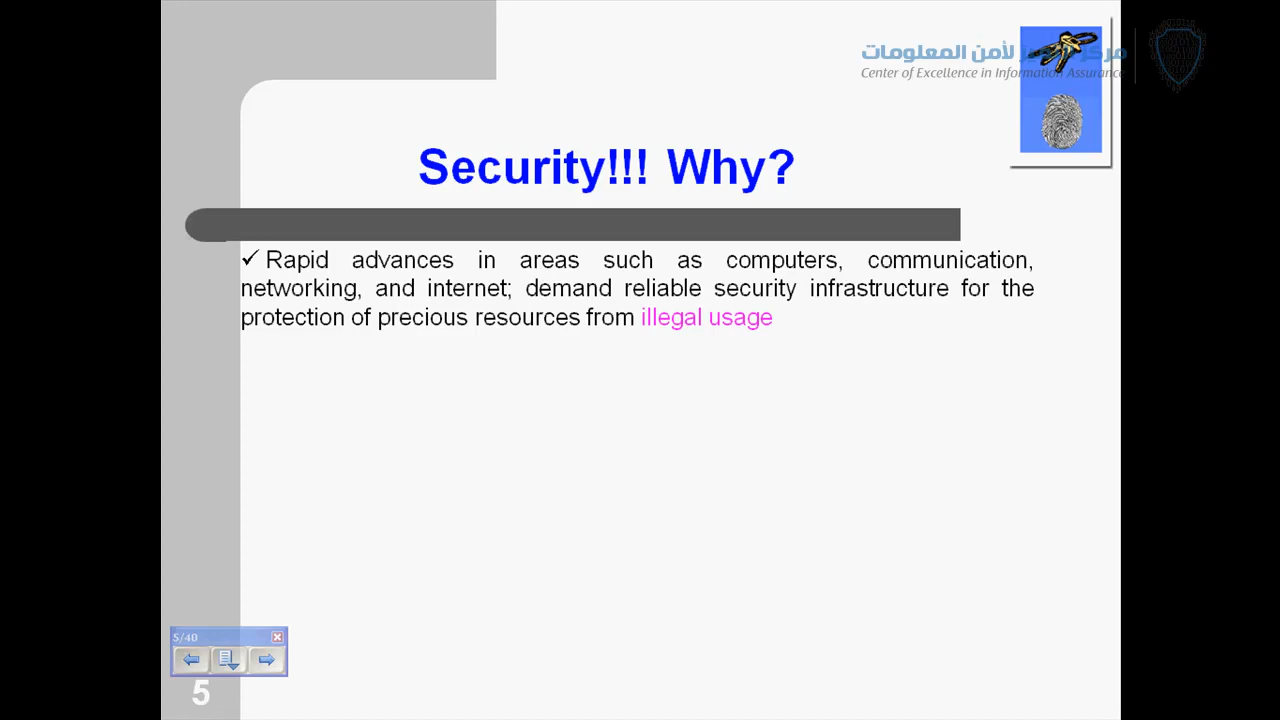 مركز التميز لأمن المعلومات
Center of Excellence in Information Assurance
Security!!! Why?
✓ Rapid advances in areas such as computers, communication,
networking, and internet; demand reliable security infrastructure for the
protection of precious resources from illegal usage
5/40
5